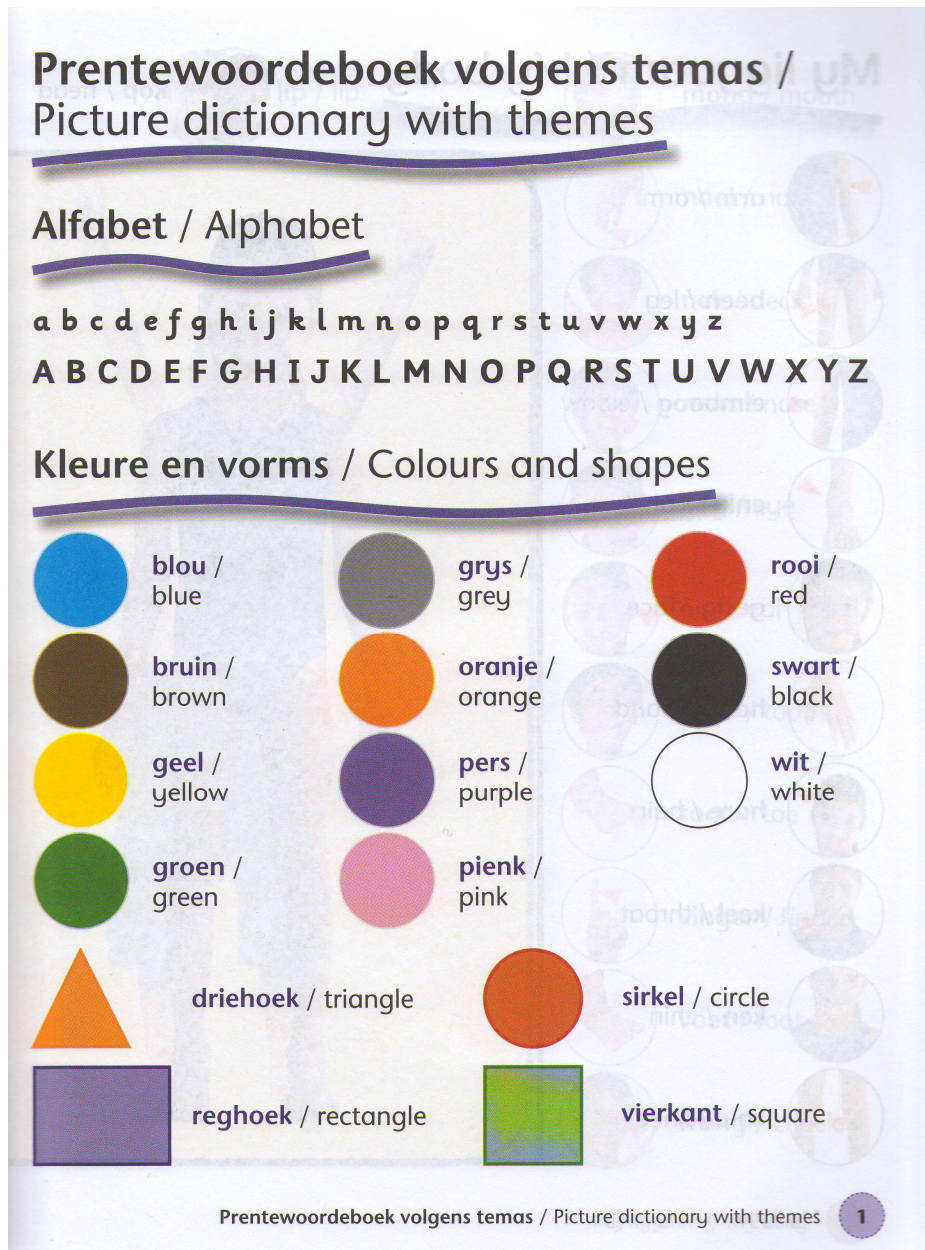 Prentewoordeboek volgens temas /
Picture dictionary with themes
Alfabet / Alphabet
a b c d e f g h i j k l m n o p q r s t u v w x y z
A B C D E F G H I J K L M N O P Q R S T U V W X Y Z
Kleure en vorms / Colours and shapes
blou /
blue
grys /
grey
rooi /
red
bruin /
brown
oranje /
orange
swart /
black
geel /
yellow
pers /
purple
wit /
white
groen /
green
pienk /
pink
driehoek / triangle
sirkel / circle
reghoek / rectangle
vierkant / square
Prentewoordeboek volgens temas / Picture dictionary with themes 1